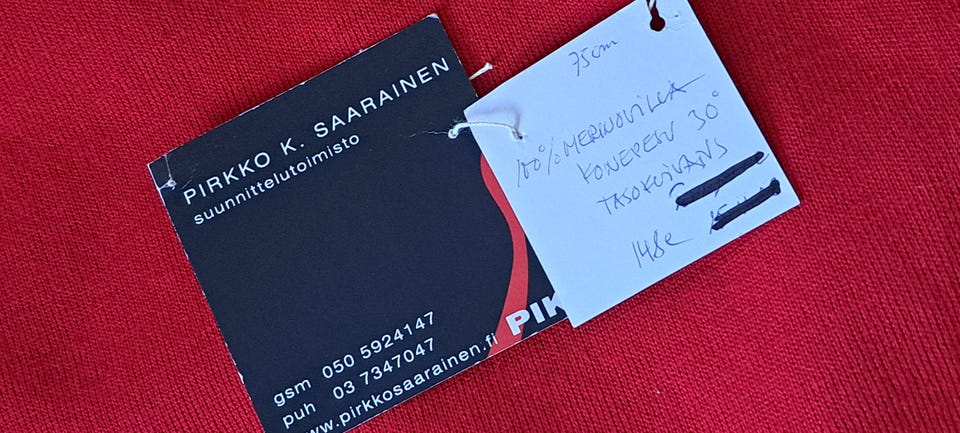 PIRKKO K. SAARAINEN
suunnittelutoimisto
gsm 050 5924147
puh 03 7347047
www.pirkkosaarainen.fi
PIK
75cm
100% MERINOVILLA
KONEPESU 30°
TASOKUIVAUS
148e